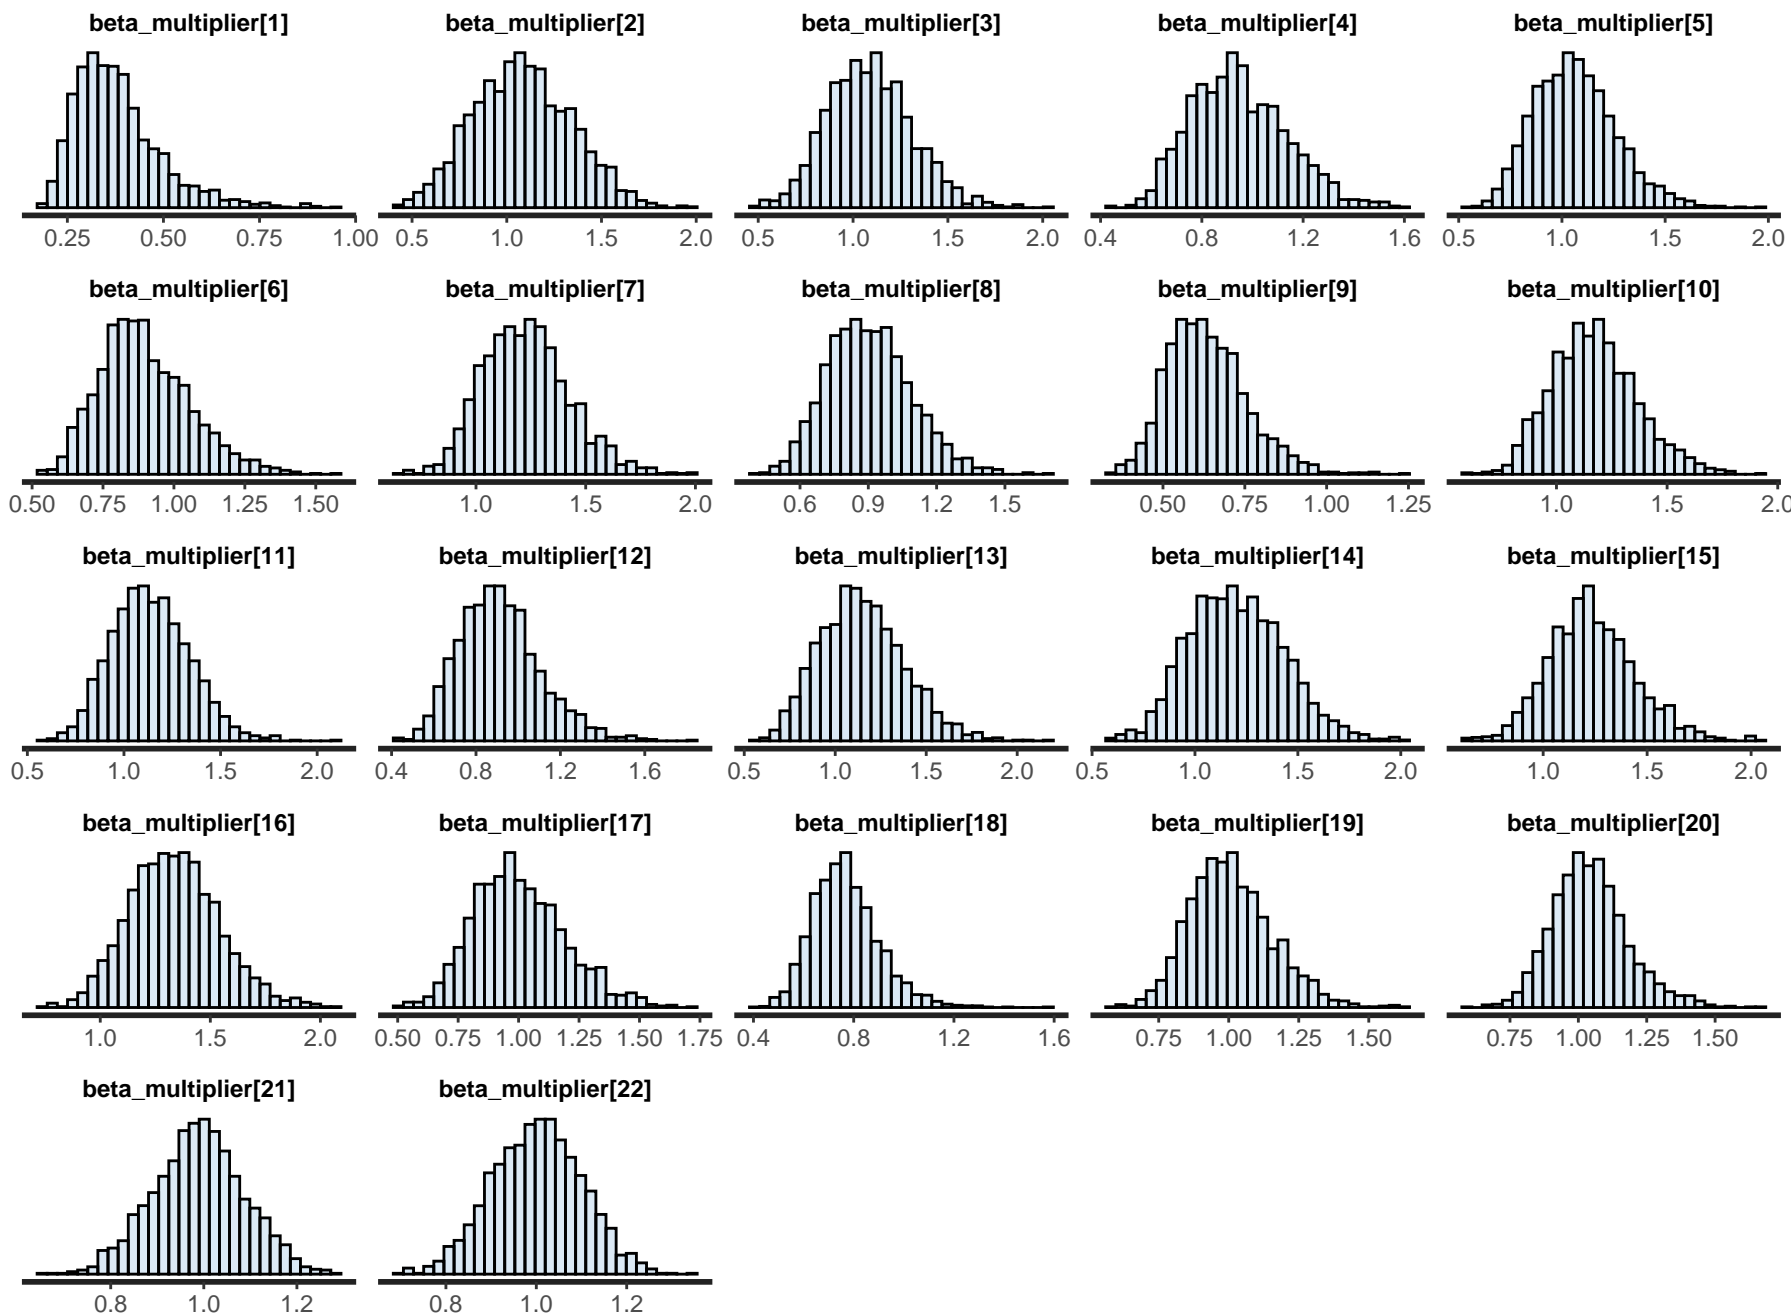 beta_multiplier[1] beta_multiplier[2] beta_multiplier[3] beta_multiplier[4] beta_multiplier[5]
0.25 0.50 0.75 1.00 0.5 1.0 1.5 2.0 0.5 1.0 1.5 2.0 0.4 0.8 1.2 1.6 0.5 1.0 1.5 2.0
beta_multiplier[6] beta_multiplier[7] beta_multiplier[8] beta_multiplier[9] beta_multiplier[10]
0.50 0.75 1.00 1.25 1.50 1.0 1.5 2.0 0.6 0.9 1.2 1.5 0.50 0.75 1.00 1.25 1.0 1.5 2.0
beta_multiplier[11] beta_multiplier[12] beta_multiplier[13] beta_multiplier[14] beta_multiplier[15]
0.5 1.0 1.5 2.0 0.4 0.8 1.2 1.6 0.5 1.0 1.5 2.0 0.5 1.0 1.5 2.0 1.0 1.5 2.0
beta_multiplier[16] beta_multiplier[17] beta_multiplier[18] beta_multiplier[19] beta_multiplier[20]
1.0 1.5 2.0 0.50 0.75 1.00 1.25 1.50 1.75 0.4 0.8 1.2 1.6 0.75 1.00 1.25 1.50 0.75 1.00 1.25 1.50
beta_multiplier[21] beta_multiplier[22]
0.8 1.0 1.2 0.8 1.0 1.2